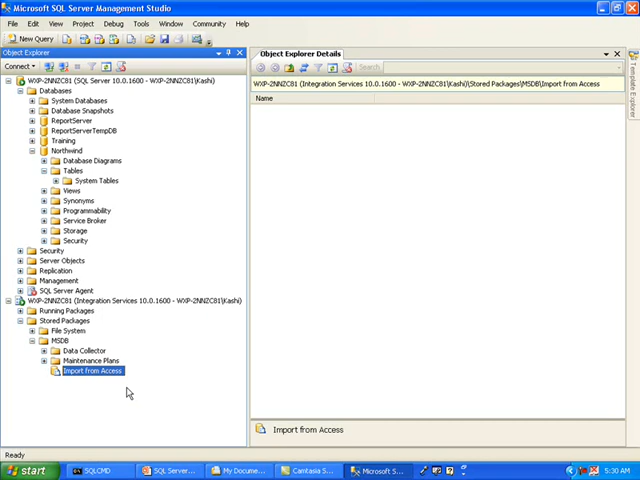 Microsoft SQL Server Management Studio
File Edit View Project Debug Tools Window Community Help
New Query
Object Explorer
Connect
WXP-2NNZC81 (SQL Server 10.0.1600 - WXP-2NNZC81\Kashi)
Databases
System Databases
Database Snapshots
ReportServer
ReportServerTempDB
Training
Northwind
Database Diagrams
Tables
System Tables
Views
Synonyms
Programmability
Service Broker
Storage
Security
Security
Server Objects
Replication
Management
SQL Server Agent
WXP-2NNZC81 (Integration Services 10.0.1600 - WXP-2NNZC81\Kashi)
Running Packages
Stored Packages
File System
MSDB
Data Collector
Maintenance Plans
Import from Access
Object Explorer Details
Search
WXP-2NNZC81 (Integration Services 10.0.1600 - WXP-2NNZC81\Kashi)\Stored Packages\MSDB\Import from Access
Name
Import from Access
Template Explorer
Ready
start
SQLCMD
SQL Server...
My Docume...
Camtasia S...
Microsoft S...
5:30 AM